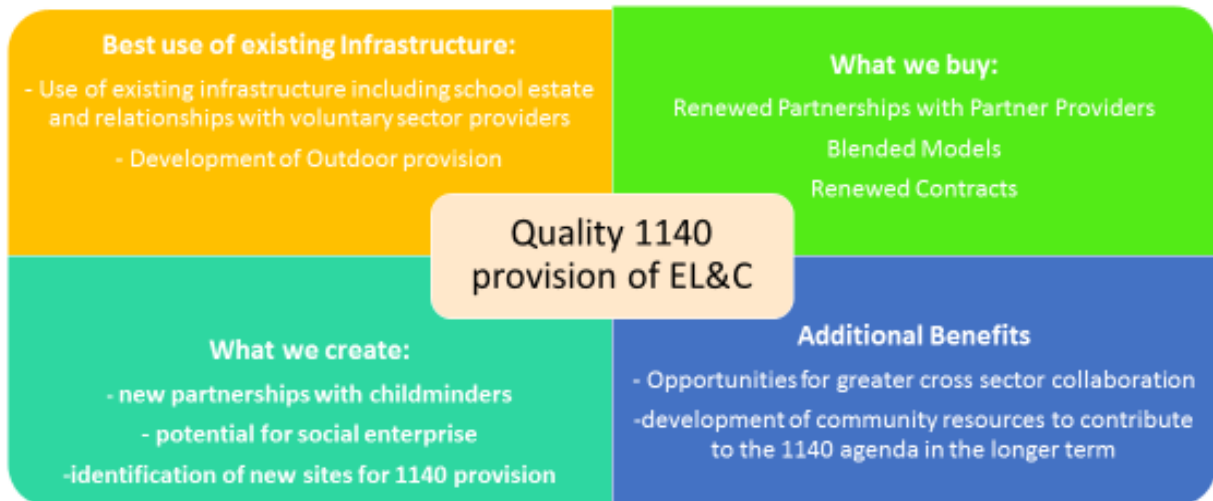 Best use of existing Infrastructure:
- Use of existing infrastructure including school estate
and relationships with voluntary sector providers
- Development of Outdoor provision
What we buy:
Renewed Partnerships with Partner Providers
Blended Models
Renewed Contracts
Quality 1140
provision of EL&C
What we create:
- new partnerships with childminders
- potential for social enterprise
-identification of new sites for 1140 provision
Additional Benefits
- Opportunities for greater cross sector collaboration
-development of community resources to contribute
to the 1140 agenda in the longer term